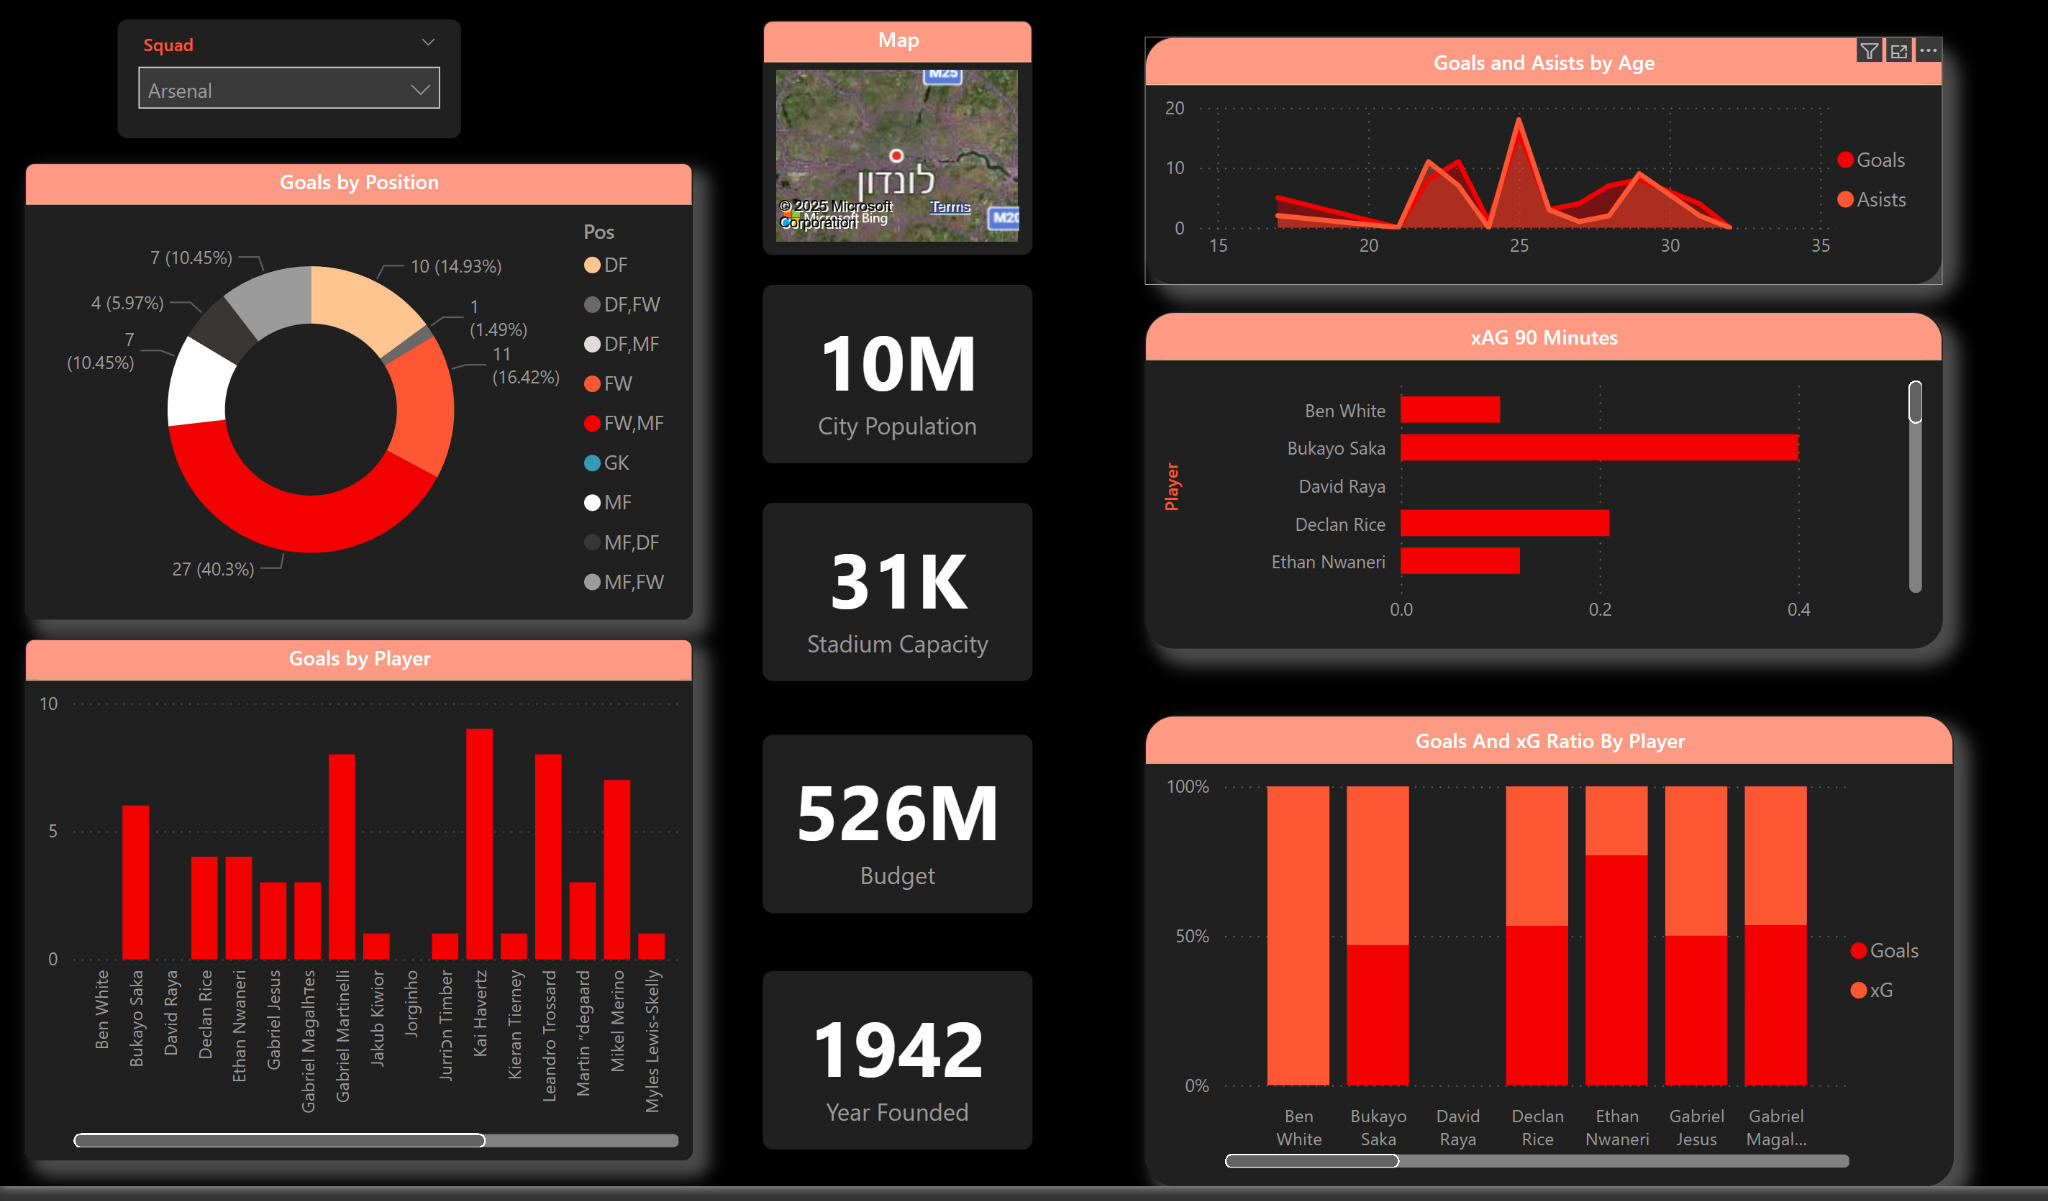 Squad
Arsenal
Goals by Position
7 (10.45%)
10 (14.93%)
4 (5.97%)
1
(1.49%)
7
(10.45%)
11
(16.42%)
27 (40.3%)
Pos
DF
DF,FW
DF,MF
FW
FW,MF
GK
MF
MF,DF
MF,FW
Goals by Player
10
5
0
Ben White
Bukayo Saka
David Raya
Declan Rice
Ethan Nwaneri
Gabriel Jesus
Gabriel Magalhтes
Gabriel Martinelli
Jakub Kiwior
Jorginho
Jurriכn Timber
Kai Havertz
Kieran Tierney
Leandro Trossard
Martin ״degaard
Mikel Merino
Myles Lewis-Skelly
Map
M25
לונדון
© 2025 Microsoft
Corporation
Terms
Microsoft Bing
M20
10M
City Population
31K
Stadium Capacity
526M
Budget
1942
Year Founded
Goals and Asists by Age
20
10
0
15
20
25
30
35
Goals
Asists
xAG 90 Minutes
Player
Ben White
Bukayo Saka
David Raya
Declan Rice
Ethan Nwaneri
0.0
0.2
0.4
Goals And xG Ratio By Player
100%
50%
0%
Ben
White
Bukayo
Saka
David
Raya
Declan
Rice
Ethan
Nwaneri
Gabriel
Jesus
Gabriel
Magal...
Goals
xG